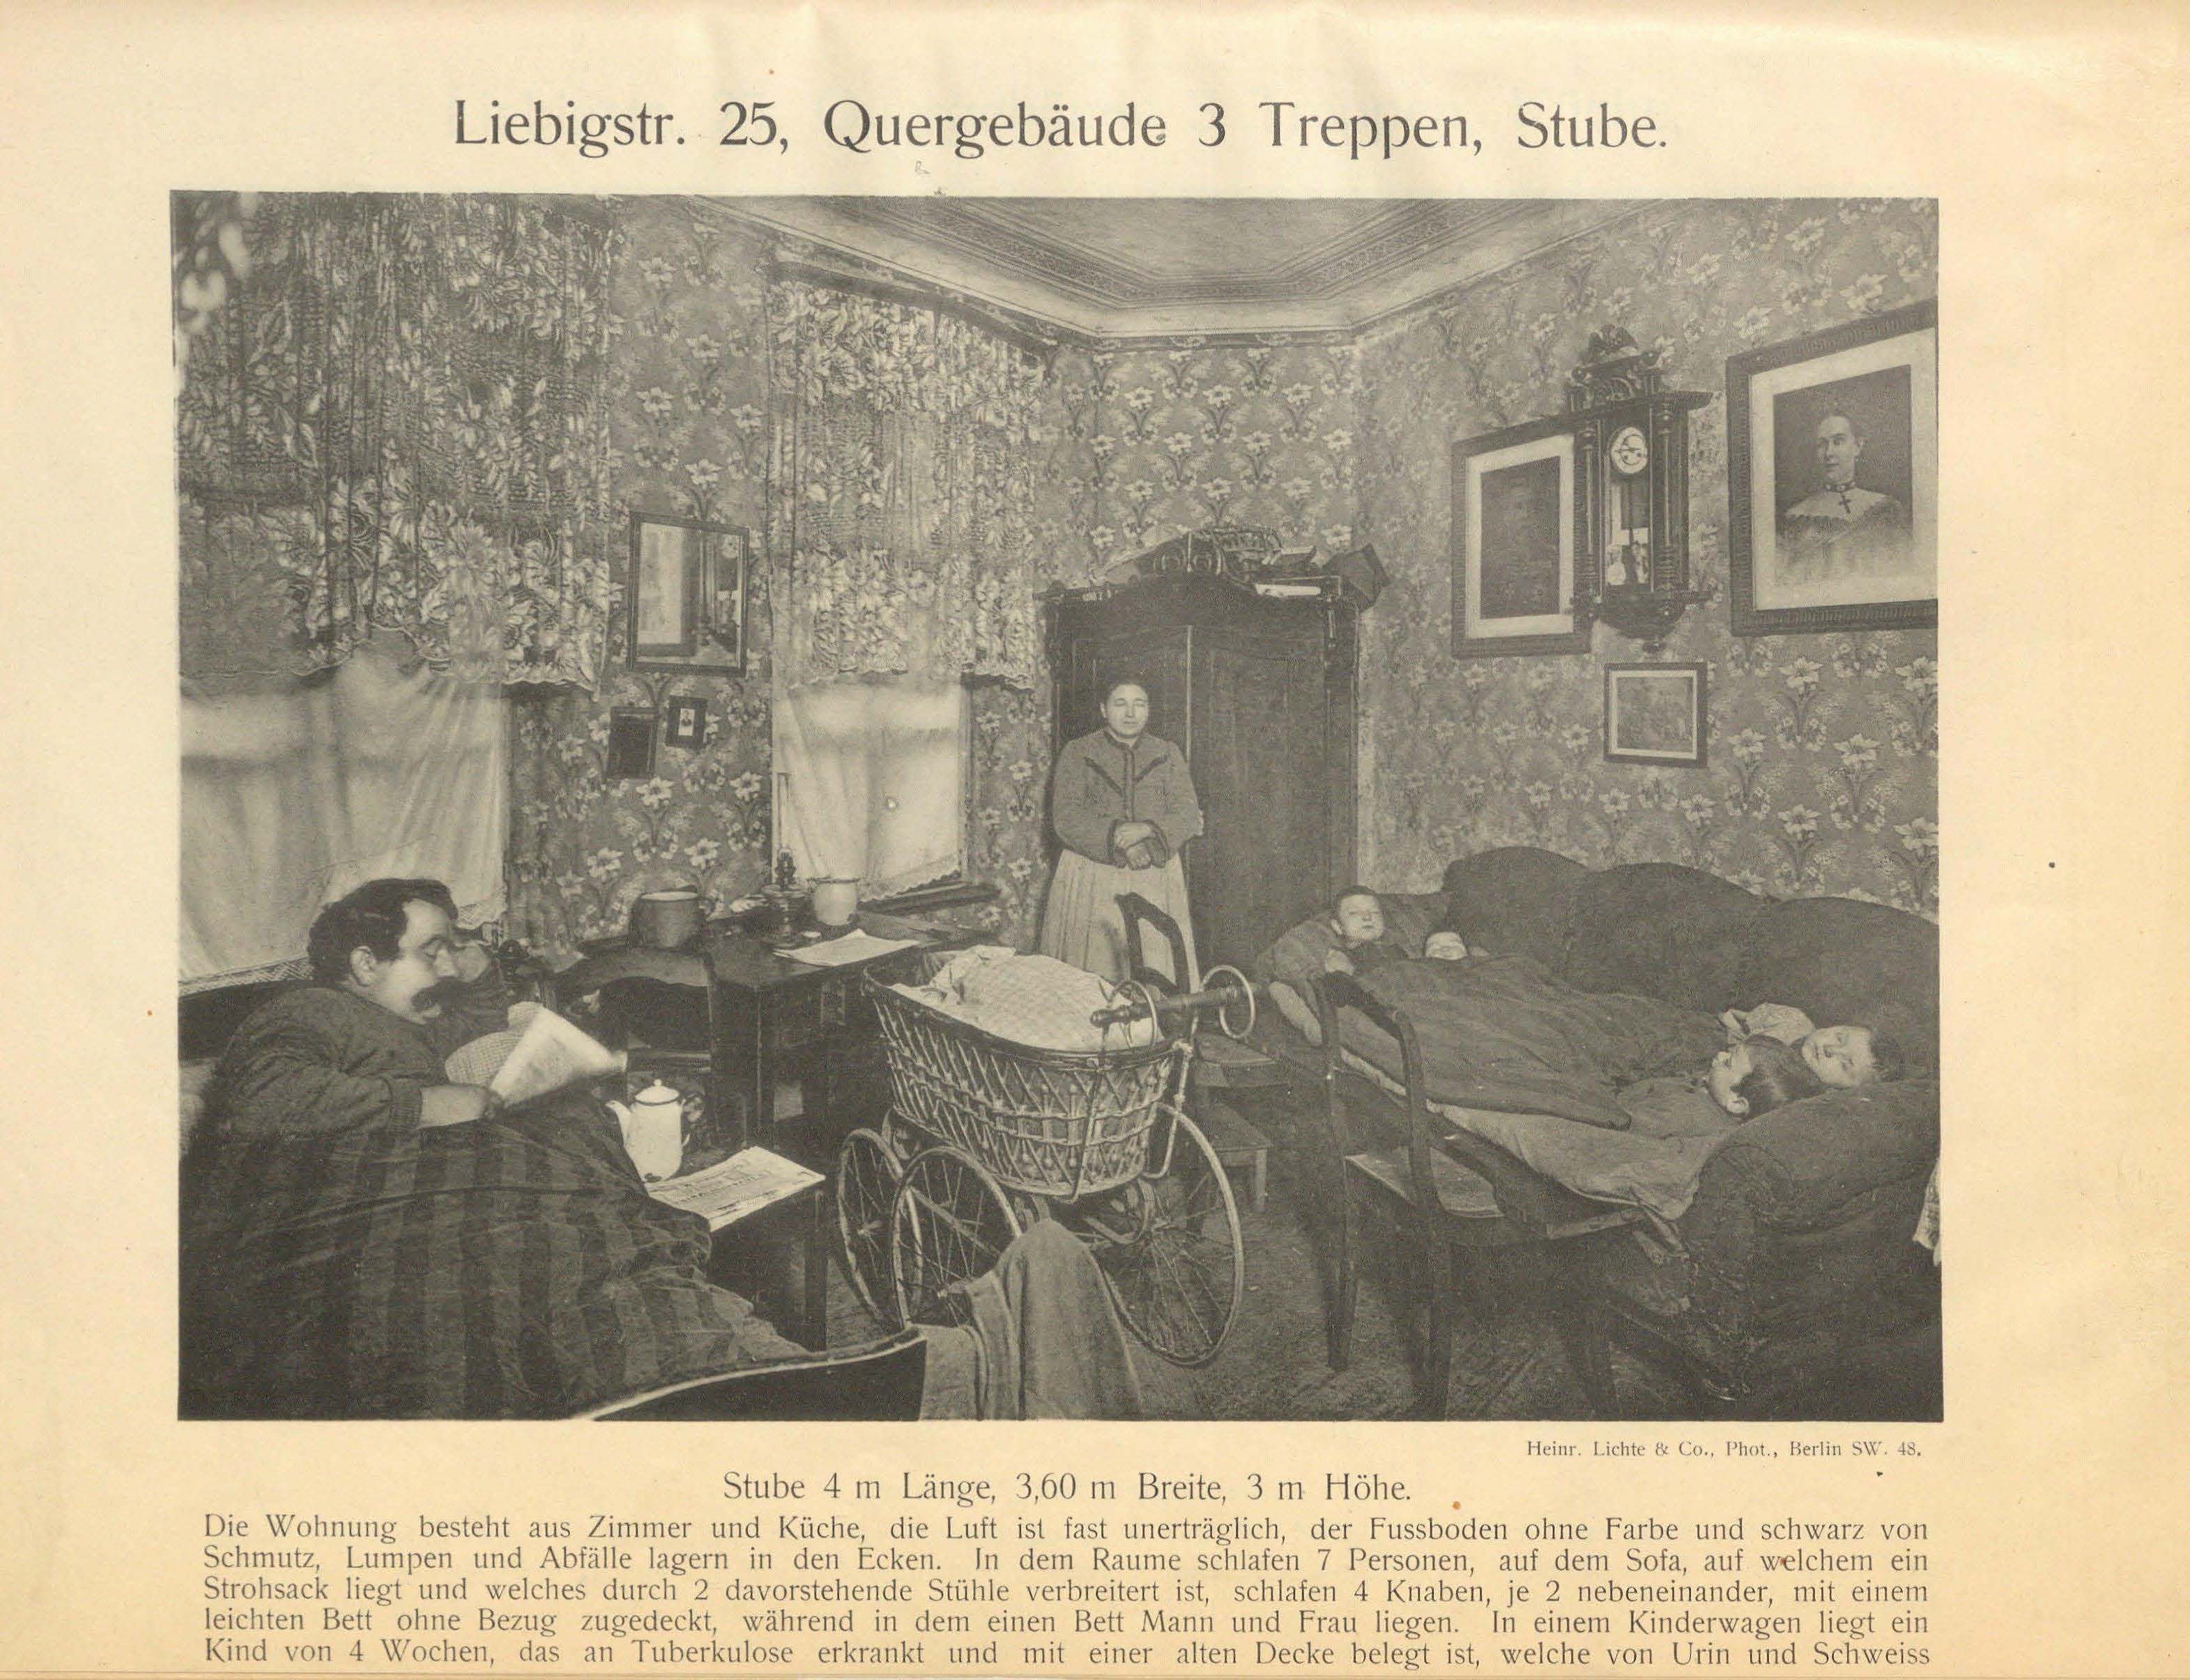 Liebigstr. 25, Quergebäude 3 Treppen, Stube.
Heinr. Lichte & Co., Phot., Berlin SW. 48.
Stube 4 m Länge, 3,60 m Breite, 3 m Höhe.
Die Wohnung besteht aus Zimmer und Küche, die Luft ist fast unerträglich, der Fussboden ohne Farbe und schwarz von
Schmutz, Lumpen und Abfälle lagern in den Ecken. In dem Raume schlafen 7 Personen, auf dem Sofa, auf welchem ein
Strohsack liegt und welches durch 2 davorstehende Stühle verbreitert ist, schlafen 4 Knaben, je 2 nebeneinander, mit einem
leichten Bett ohne Bezug zugedeckt, während in dem einen Bett Mann und Frau liegen. In einem Kinderwagen liegt ein
Kind von 4 Wochen, das an Tuberkulose erkrankt und mit einer alten Decke belegt ist, welche von Urin und Schweiss